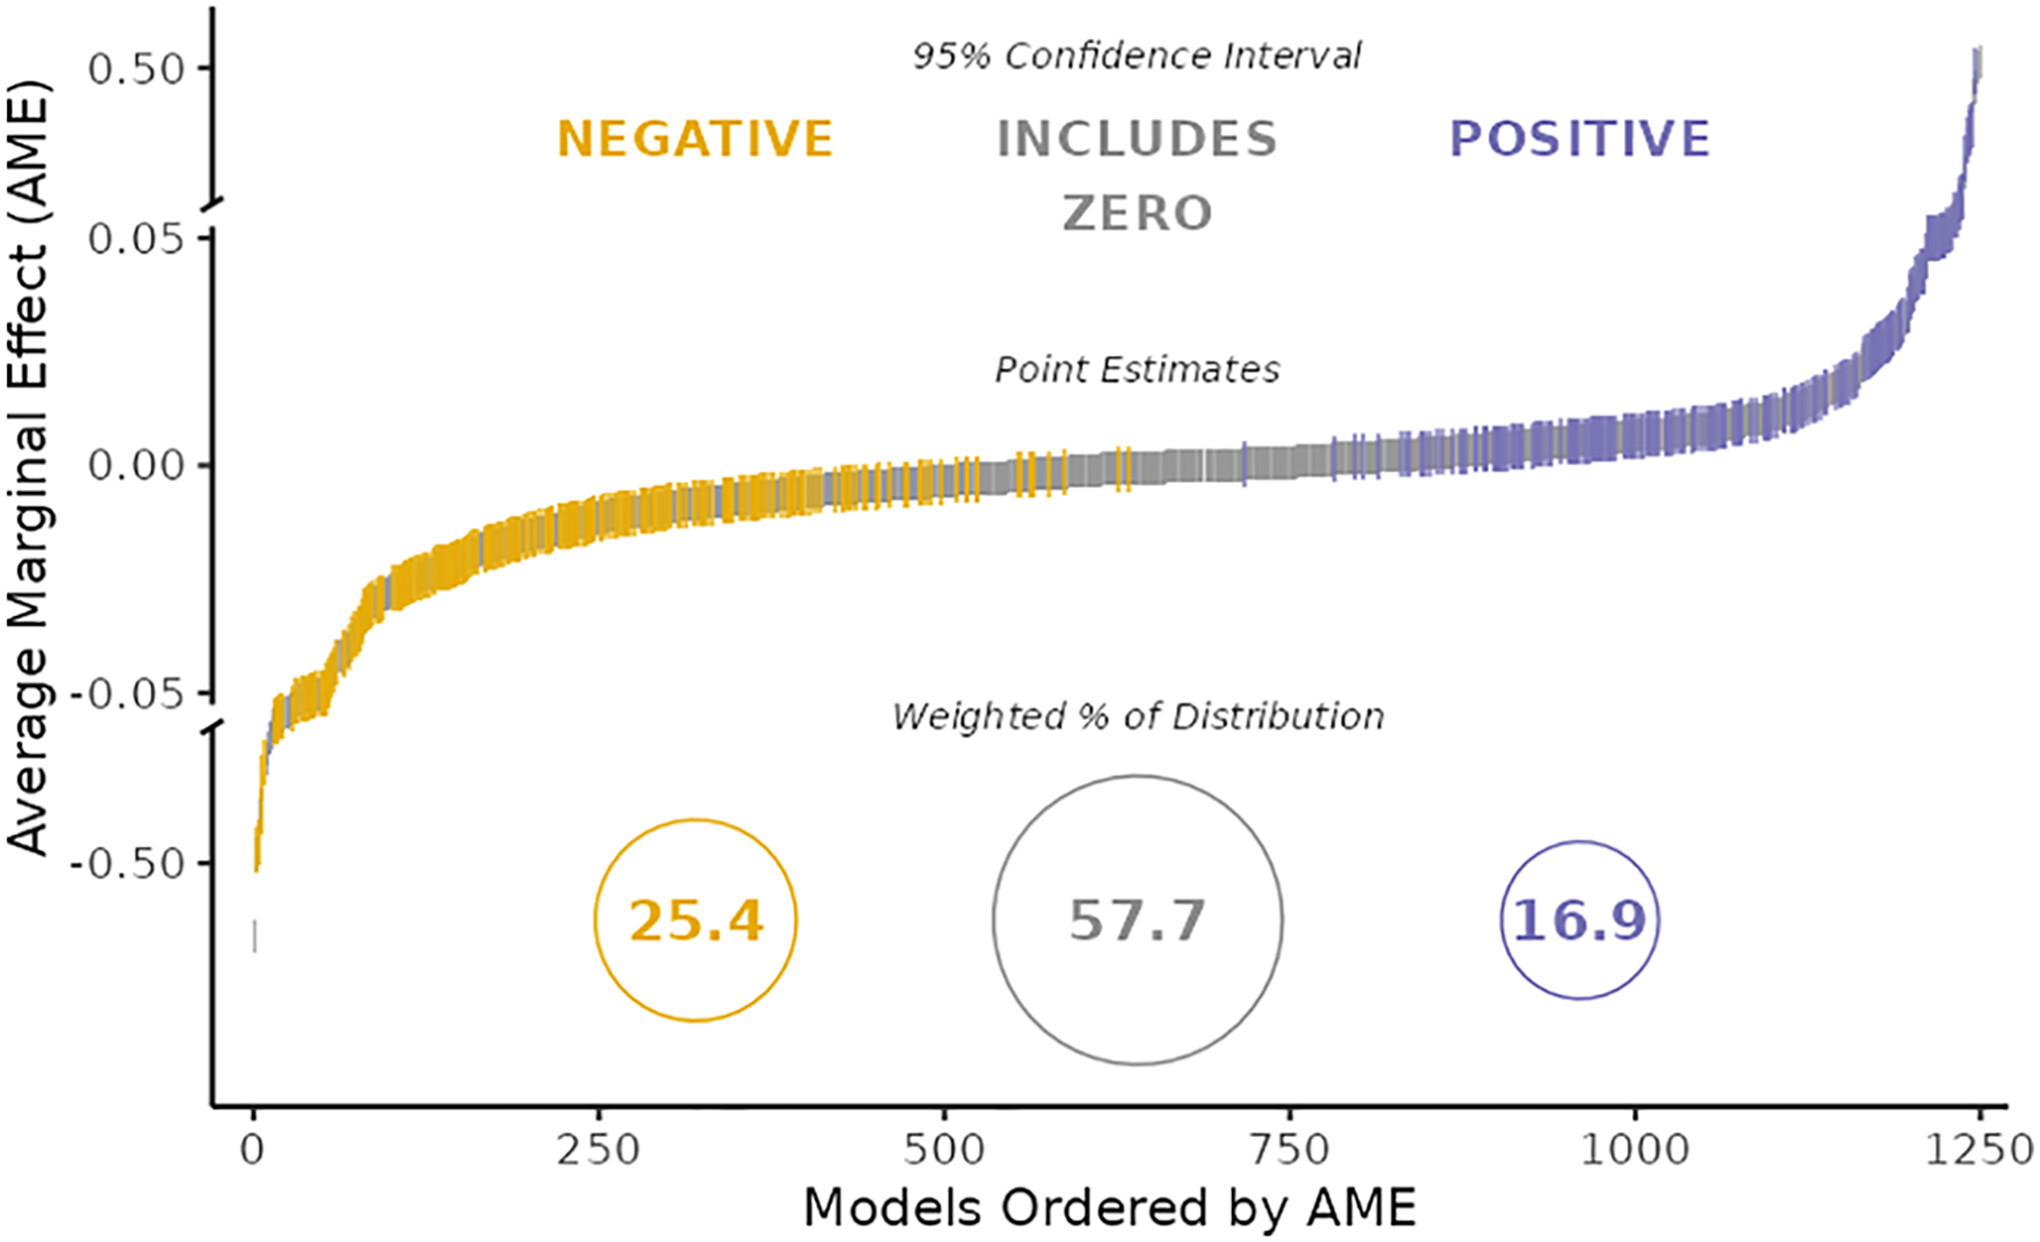 Average Marginal Effect (AME)
0.50
0.05
0.00
-0.05
-0.50
95% Confidence Interval
NEGATIVE
INCLUDES
ZERO
POSITIVE
Point Estimates
Weighted % of Distribution
25.4
57.7
16.9
0
250
500
750
1000
1250
Models Ordered by AME